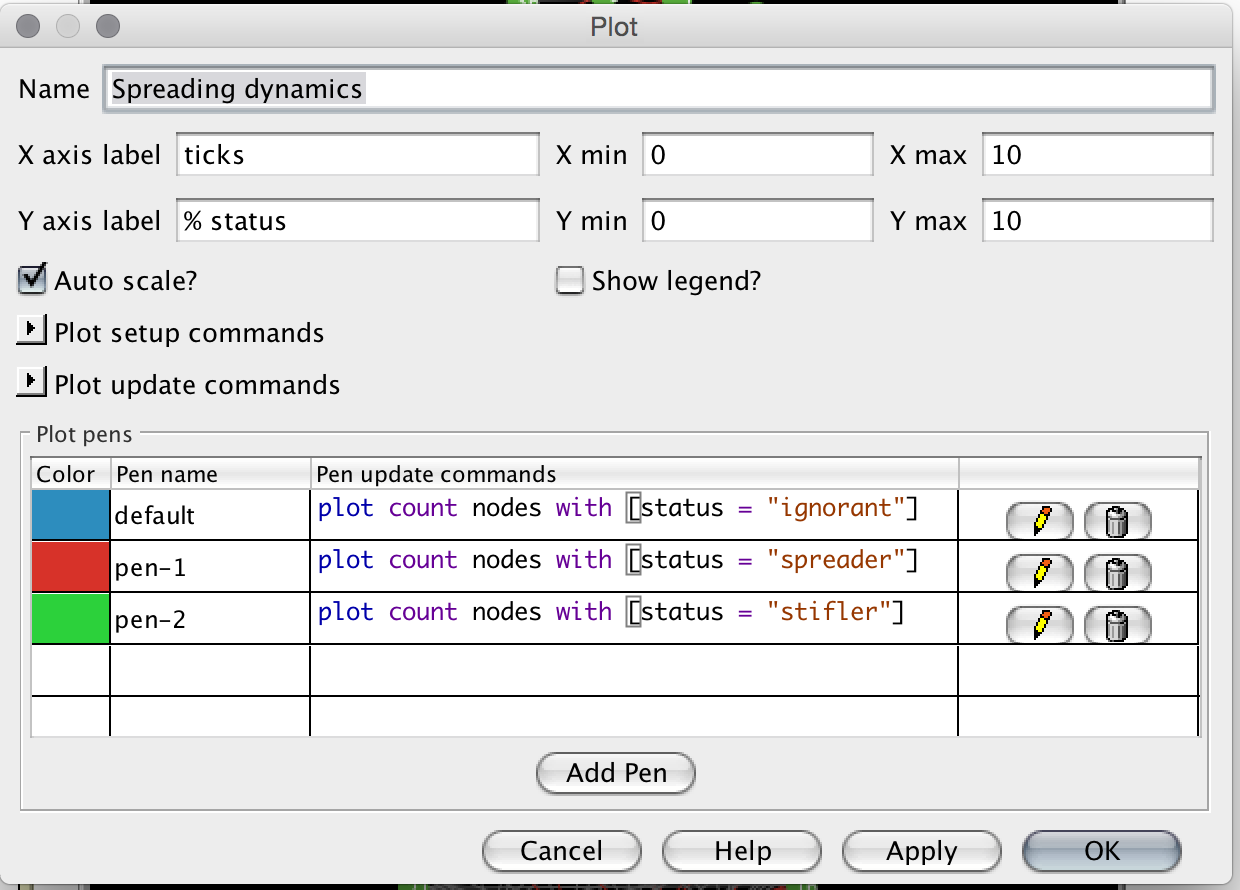 Plot
Name Spreading dynamics
X axis label ticks X min 0 X max 10
Y axis label % status Y min 0 Y max 10
Auto scale? Show legend?
Plot setup commands
Plot update commands
Plot pens
Color Pen name Pen update commands
default plot count nodes with [status = "ignorant"]
pen-1 plot count nodes with [status = "spreader"]
pen-2 plot count nodes with [status = "stifler"]
Add Pen
Cancel Help Apply OK